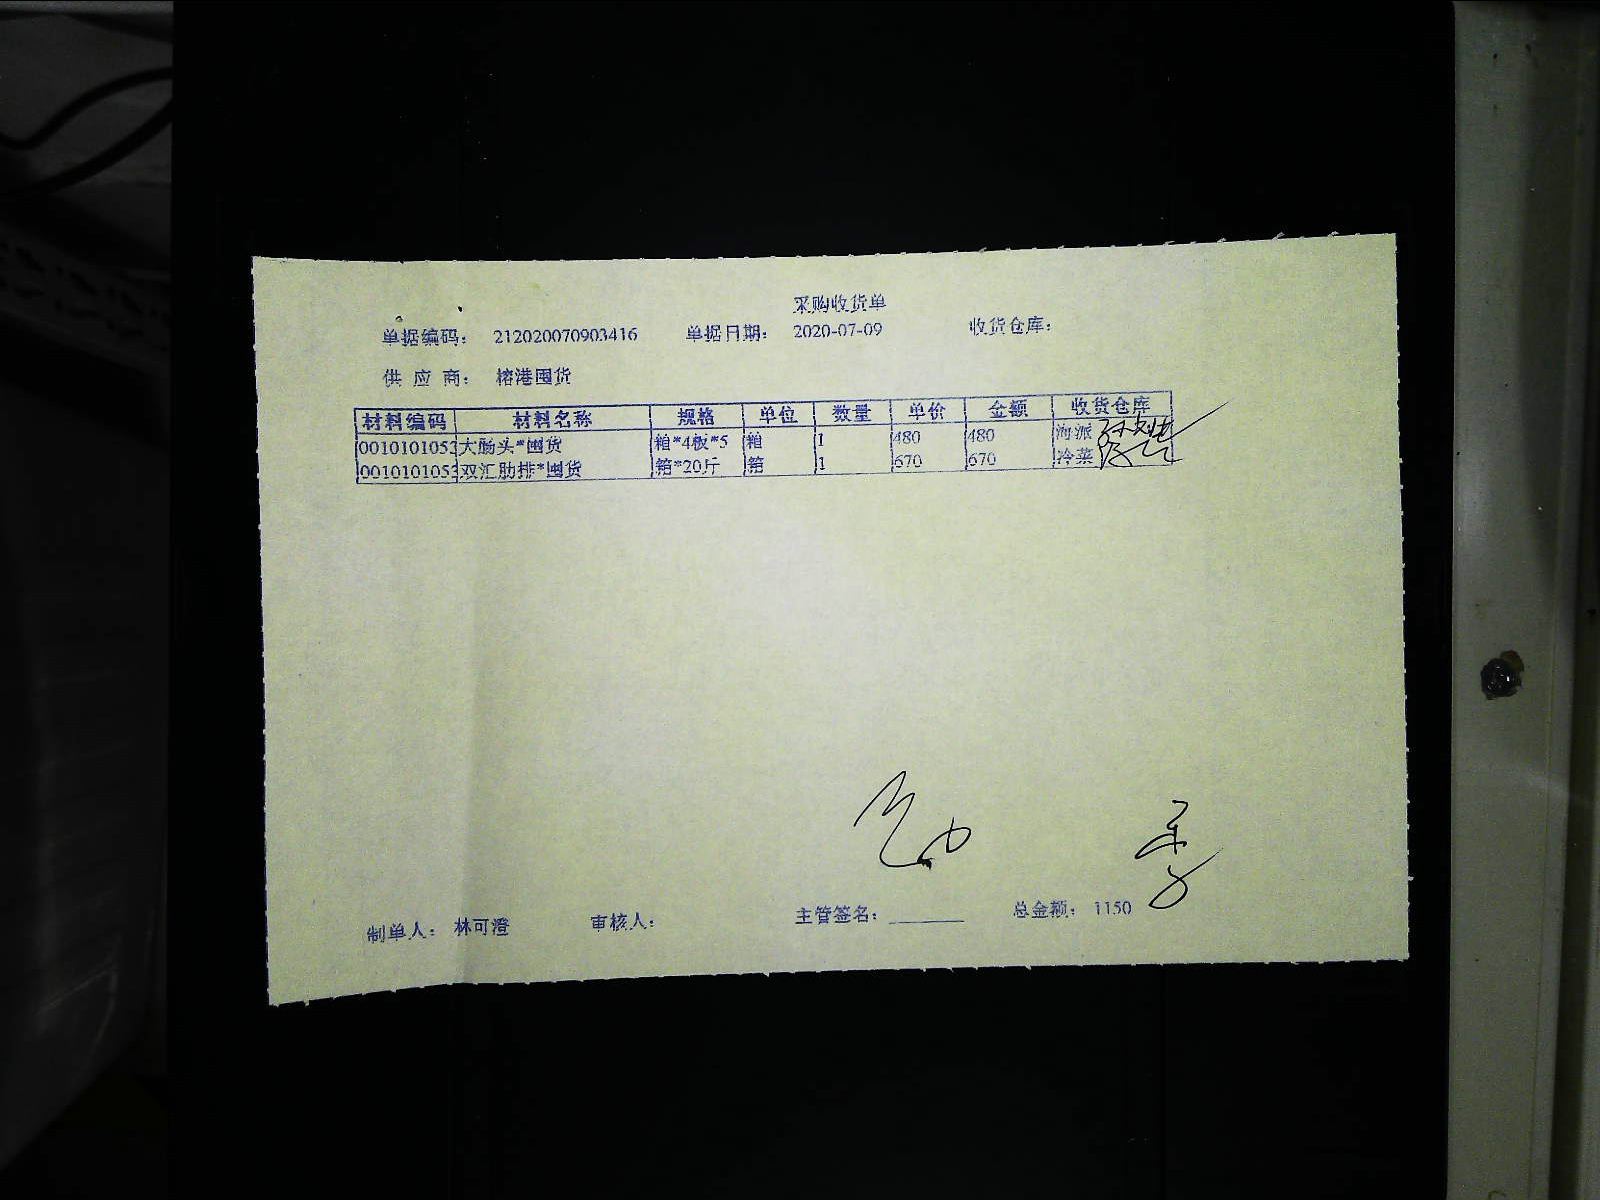 采购收货单
单据编码： 212020070903416 单据日期： 2020-07-09 收货仓库：
供 应 商： 榕港囤货
材料编码 材料名称 规格 单位 数量 单价 金额 收货仓库
0010101053 大肠头*囤货 箱*4板*5 箱 1 480 480 海派
0010101053 双汇肋排*囤货 箱*20斤 箱 1 670 670 冷菜
制单人： 林可澄 审核人： 主管签名： 总金额： 1150